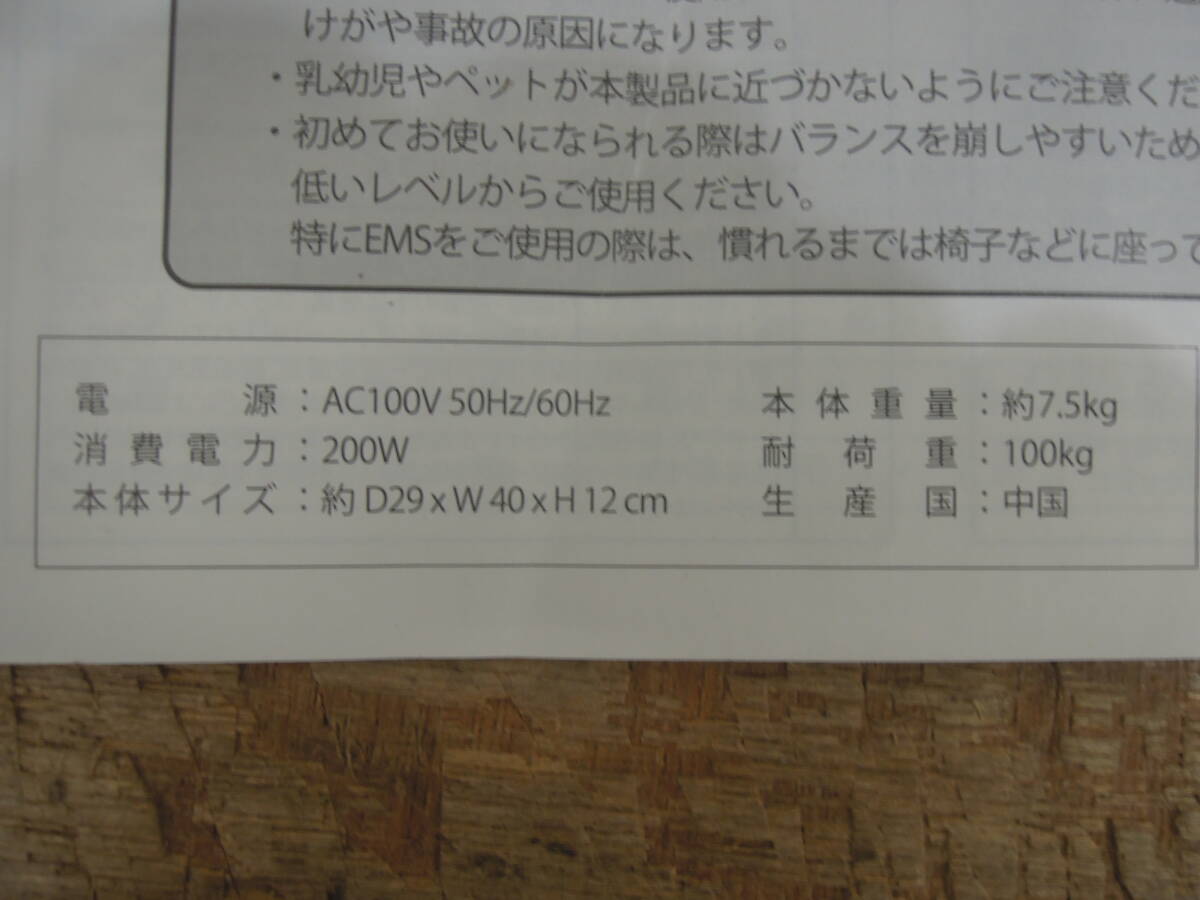 けがや事故の原因になります。
・乳幼児やペットが本製品に近づかないようにご注意くだ
・初めてお使いになられる際はバランスを崩しやすいため
低いレベルからご使用ください。
特にEMSをご使用の際は、慣れるまでは椅子などに座って
電源：AC100V 50Hz/60Hz
消費電力：200W
本体サイズ：約 D29 x W 40 x H 12 cm
本体重量：約7.5kg
耐荷重：100kg
生産国：中国